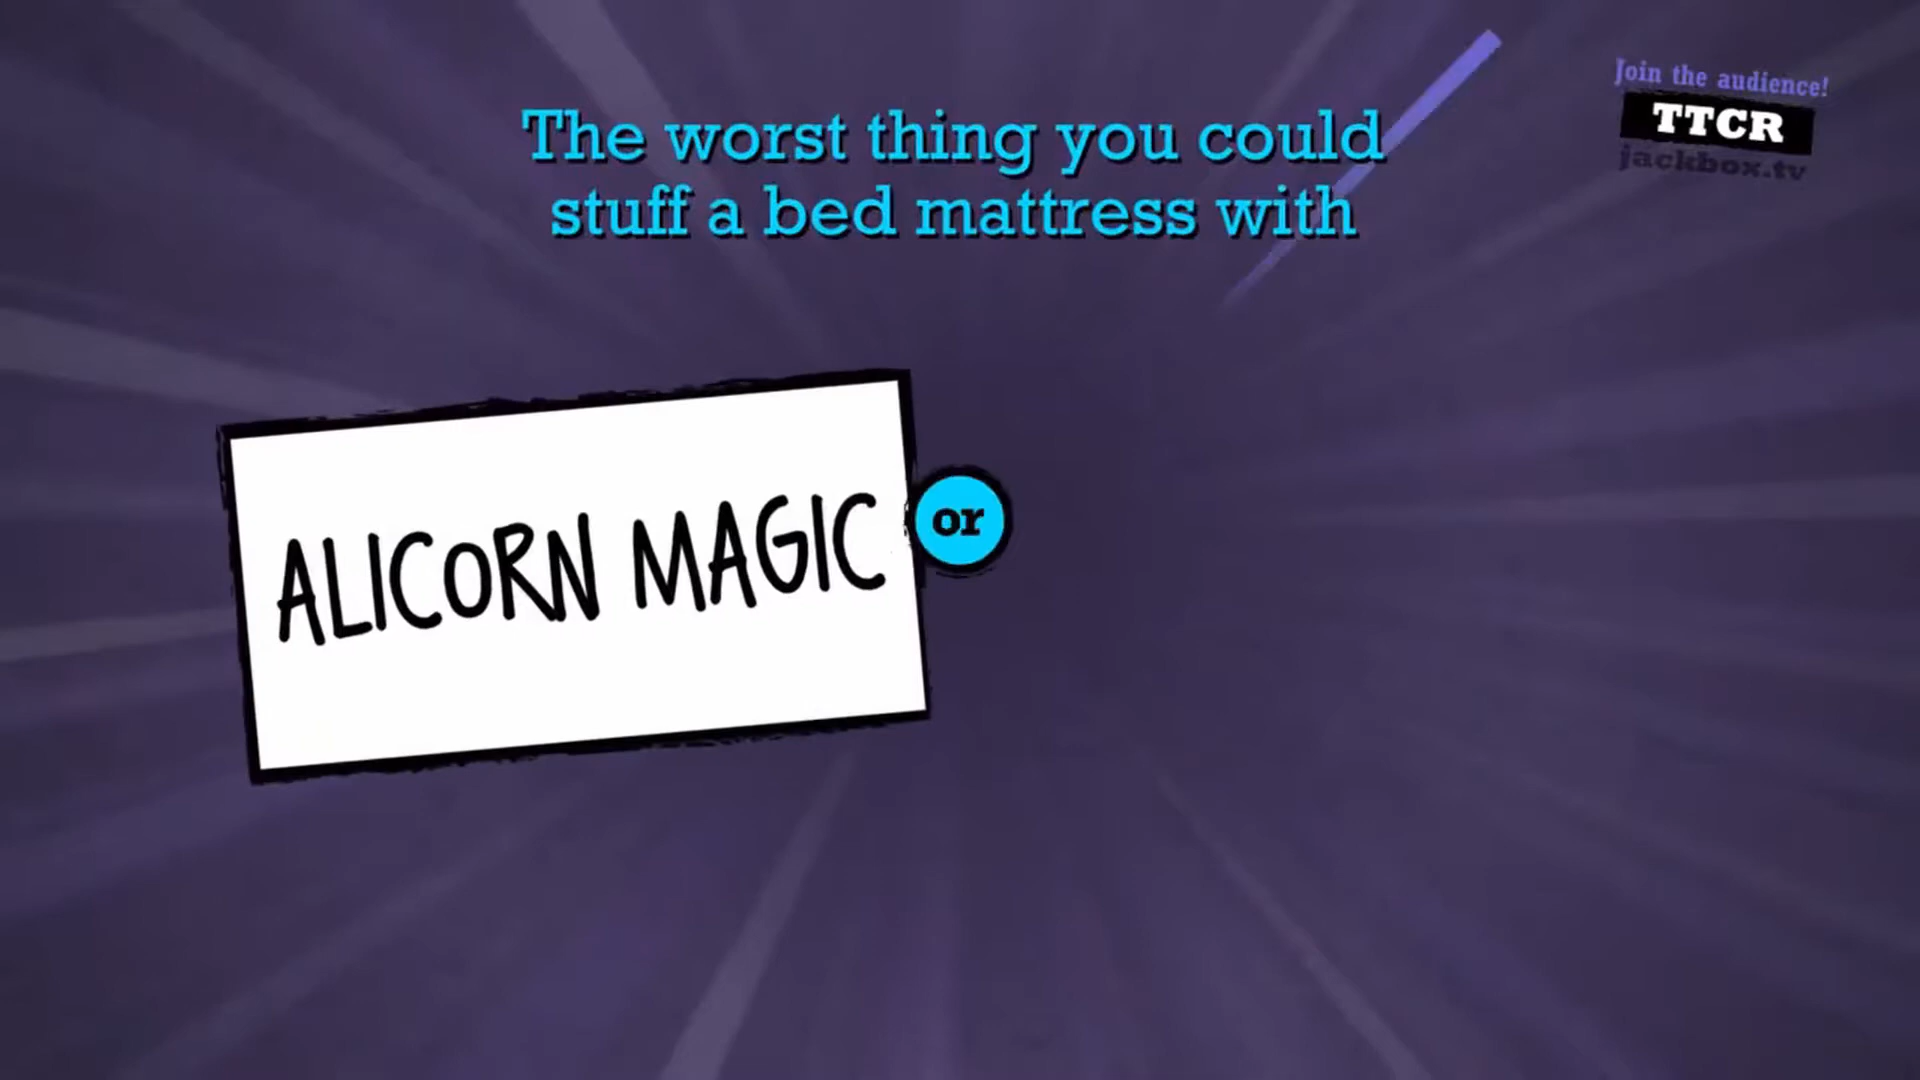 Join the audience!
TTCR
jackbox.tv
The worst thing you could
stuff a bed mattress with
ALICORN MAGIC
or